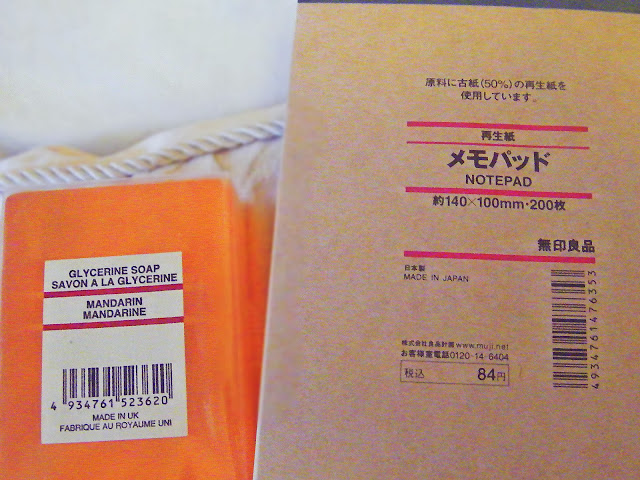 GLYCERINE SOAP
SAVON A LA GLYCERINE
MANDARIN
MANDARINE
4 934761 523620
MADE IN UK
FABRIQUE AU ROYAUME UNI
原料に古紙(50%)の再生紙を
使用しています。
再生紙
メモパッド
NOTEPAD
約140×100mm・200枚
無印良品
日本製
MADE IN JAPAN
4934761476353
株式会社良品計画 www.muji.net
お客様室電話0120-14-6404
税込 84円